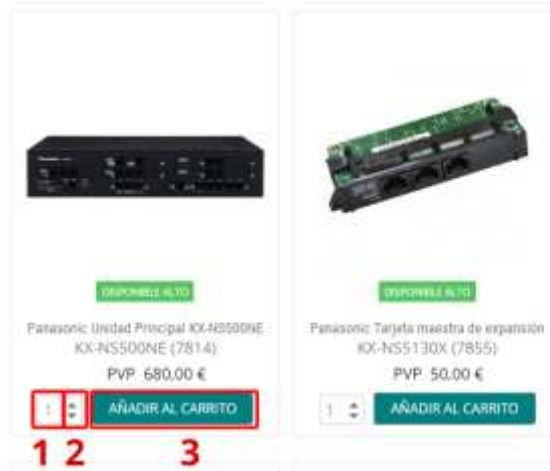 DISPONIBLE ALTO
Panasonic Unidad Principal KX-NS500NE
KX-NS500NE (7814)
PVP 680,00 €
1
AÑADIR AL CARRITO
1 2 3
DISPONIBLE ALTO
Panasonic Tarjeta maestra de expansión
KX-NS5130X (7855)
PVP 50,00 €
1
AÑADIR AL CARRITO